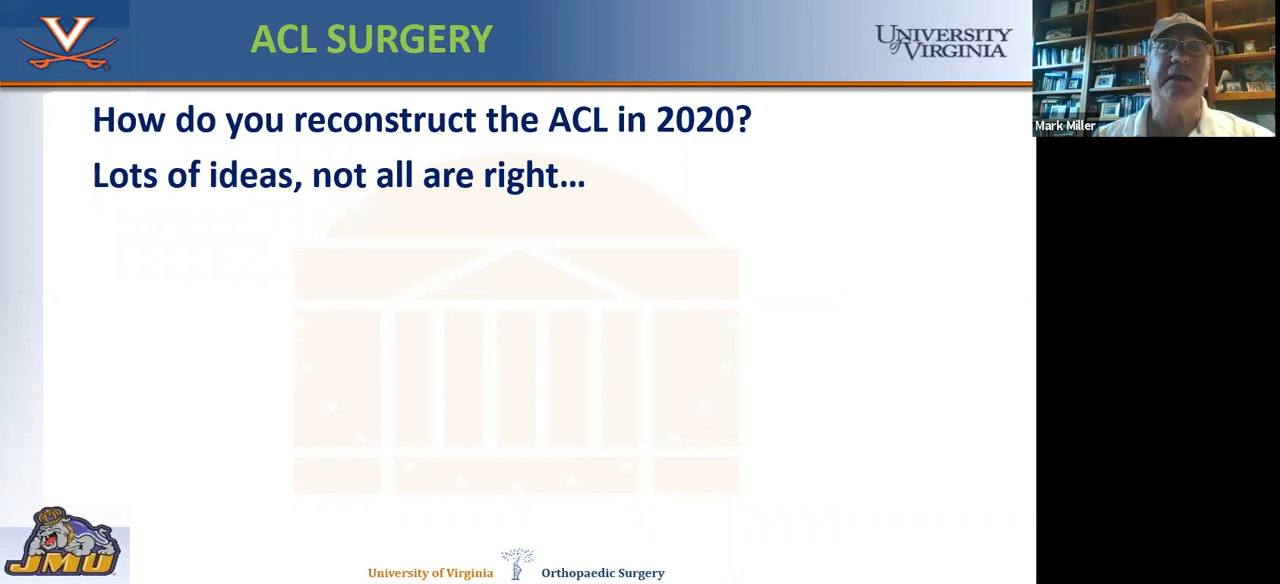 ACL SURGERY
UNIVERSITY
of VIRGINIA
Mark Miller
How do you reconstruct the ACL in 2020?
Lots of ideas, not all are right...
V
JMU
University of Virginia Orthopaedic Surgery